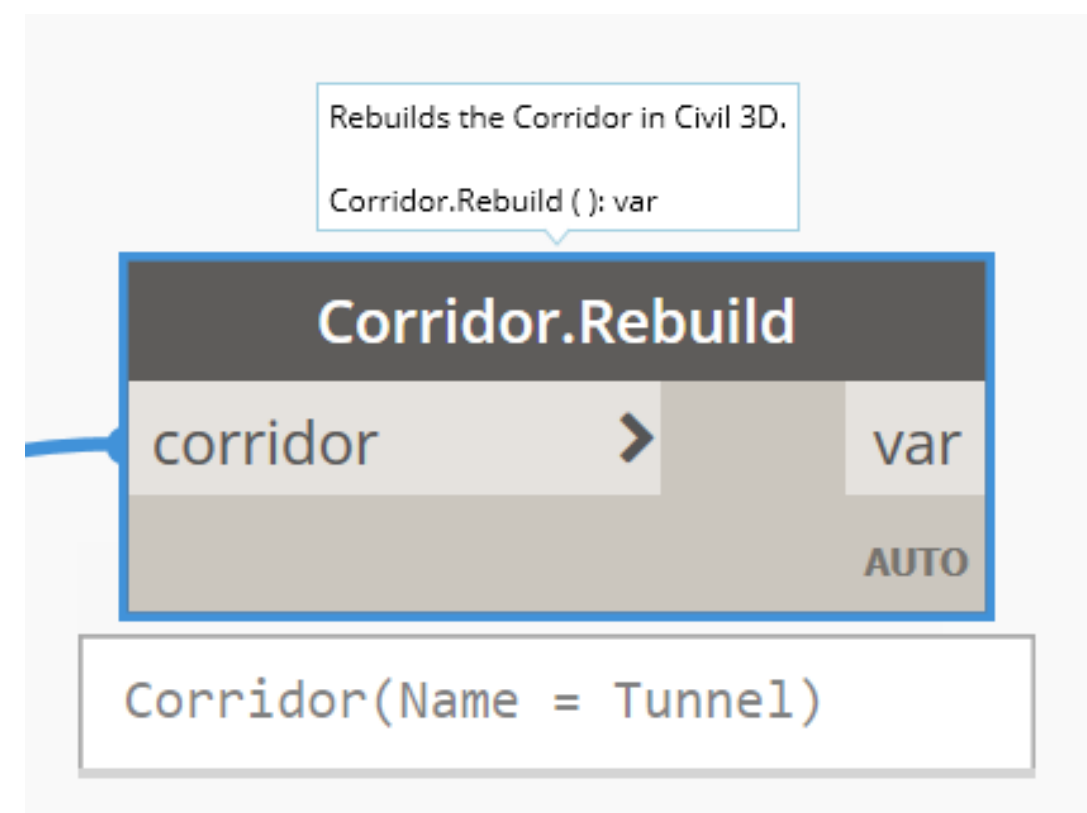 Rebuilds the Corridor in Civil 3D.
Corridor.Rebuild ( ): var
Corridor.Rebuild
corridor > var
AUTO
Corridor(Name = Tunnel)